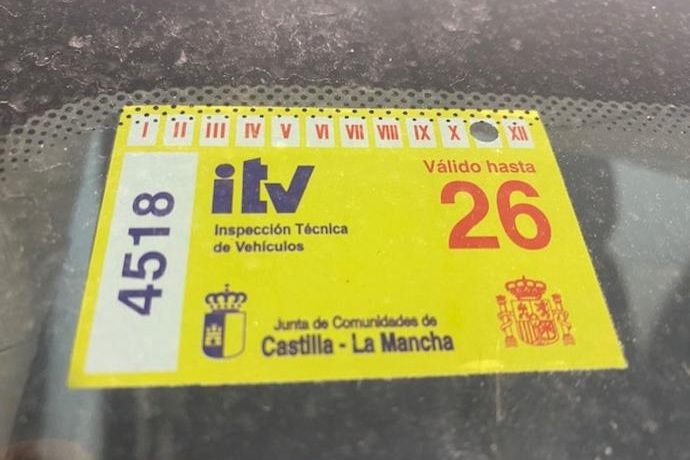 I II III IV V VI VII VIII IX X XII
4518
itv
Inspección Técnica
de Vehículos
Válido hasta
26
Junta de Comunidades de
Castilla - La Mancha